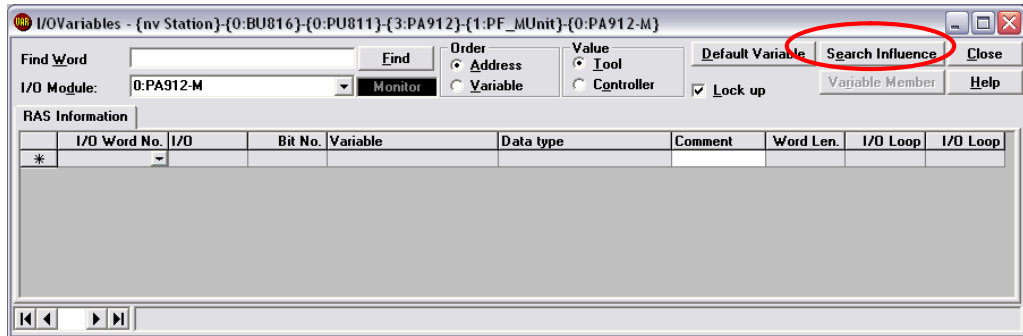 VAR I/OVariables - {nv Station}-{0:BU816}-{0:PU811}-{3:PA912}-{1:PF_MUnit}-{0:PA912-M}
Find Word Find Order Address Variable Value Tool Controller Default Variable Search Influence Close
I/O Module: 0:PA912-M Monitor Lock up Variable Member Help
RAS Information
I/O Word No. I/O Bit No. Variable Data type Comment Word Len. I/O Loop I/O Loop